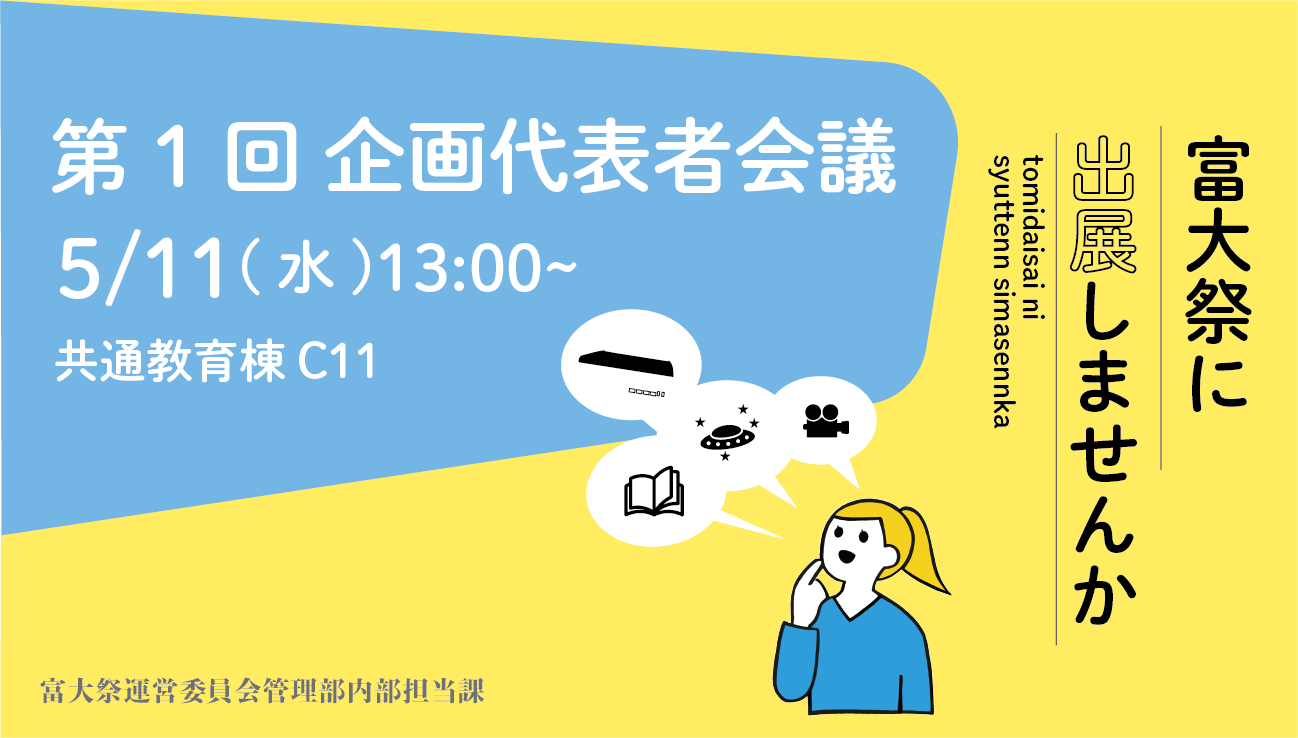 第1回 企画代表者会議
5/11(水)13:00~
共通教育棟 C11
富大祭に
出展しませんか
tomidaisai ni
syuttenn simasennka
富大祭運営委員会管理部内部担当課